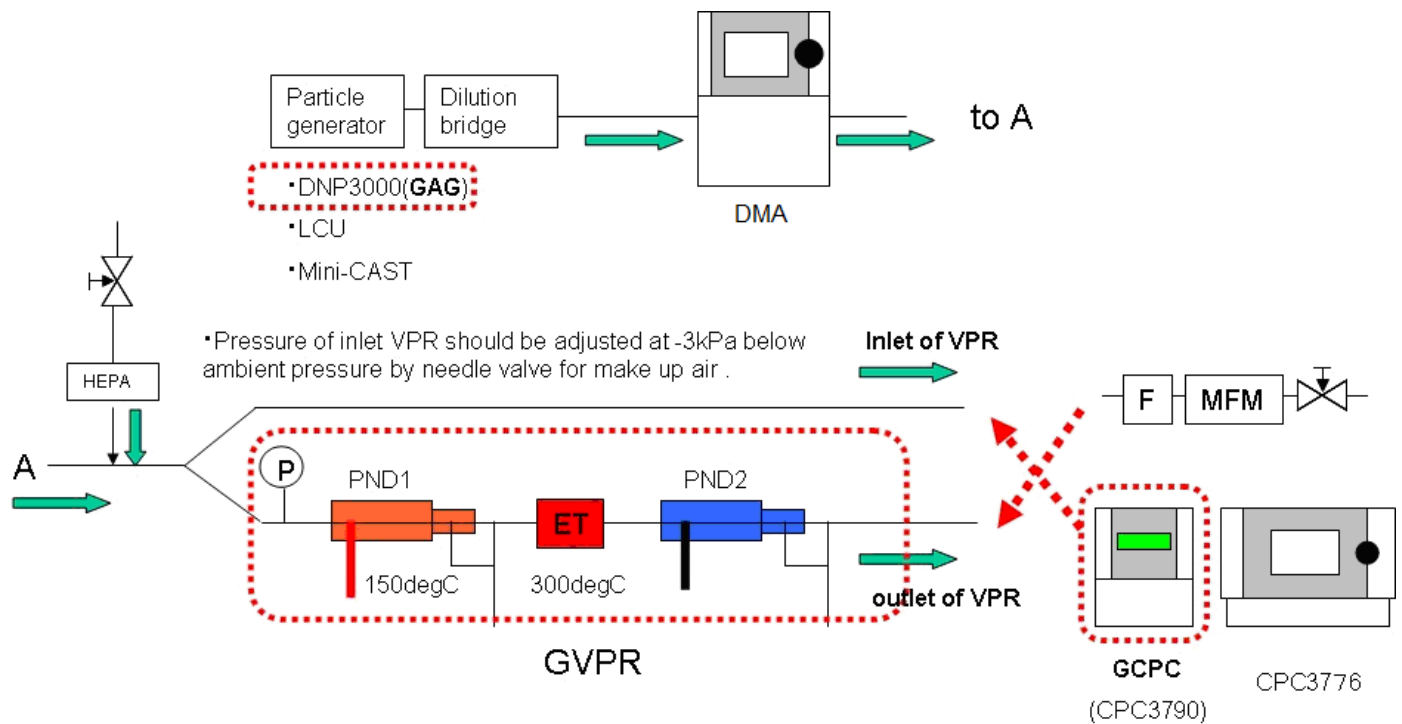 Particle
generator
Dilution
bridge
to A
・DNP3000(GAG)
・LCU
・Mini-CAST
DMA
・Pressure of inlet VPR should be adjusted at -3kPa below
ambient pressure by needle valve for make up air .
Inlet of VPR
HEPA
F
MFM
A
P
PND1
ET
PND2
150degC
300degC
outlet of VPR
GVPR
GCPC
(CPC3790)
CPC3776